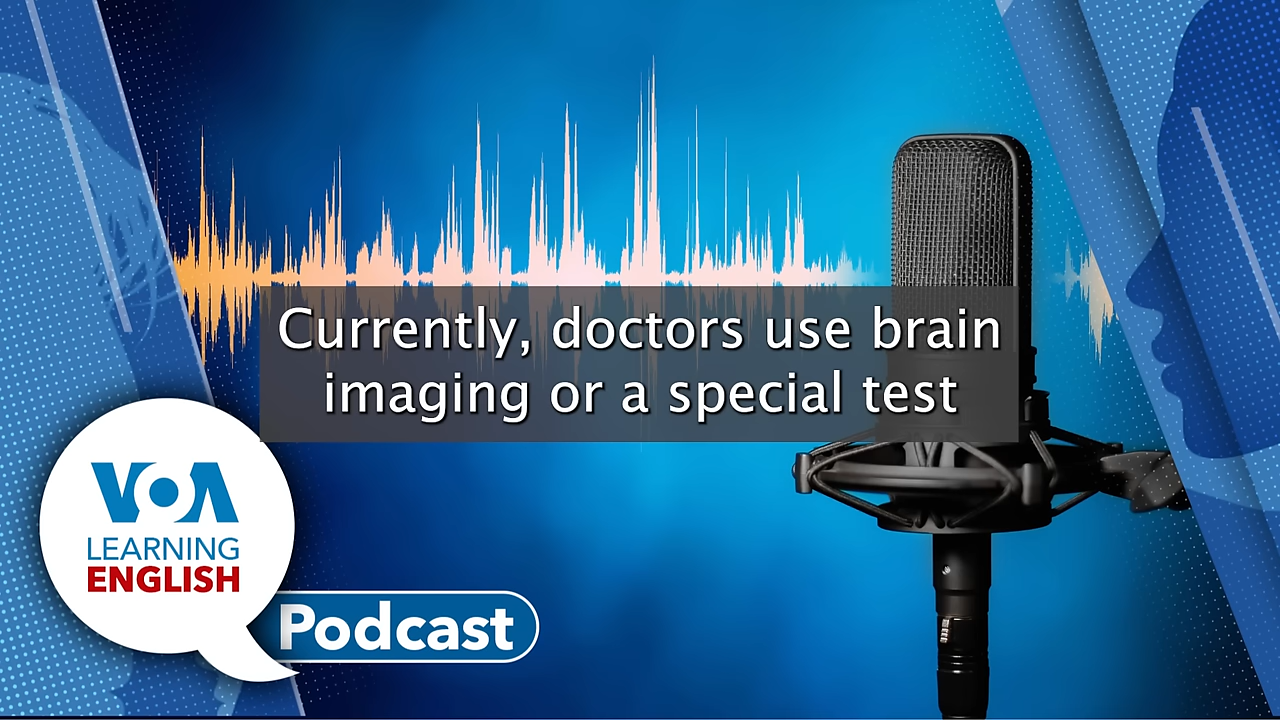 Currently, doctors use brain
imaging or a special test
VOA
LEARNING
ENGLISH
Podcast